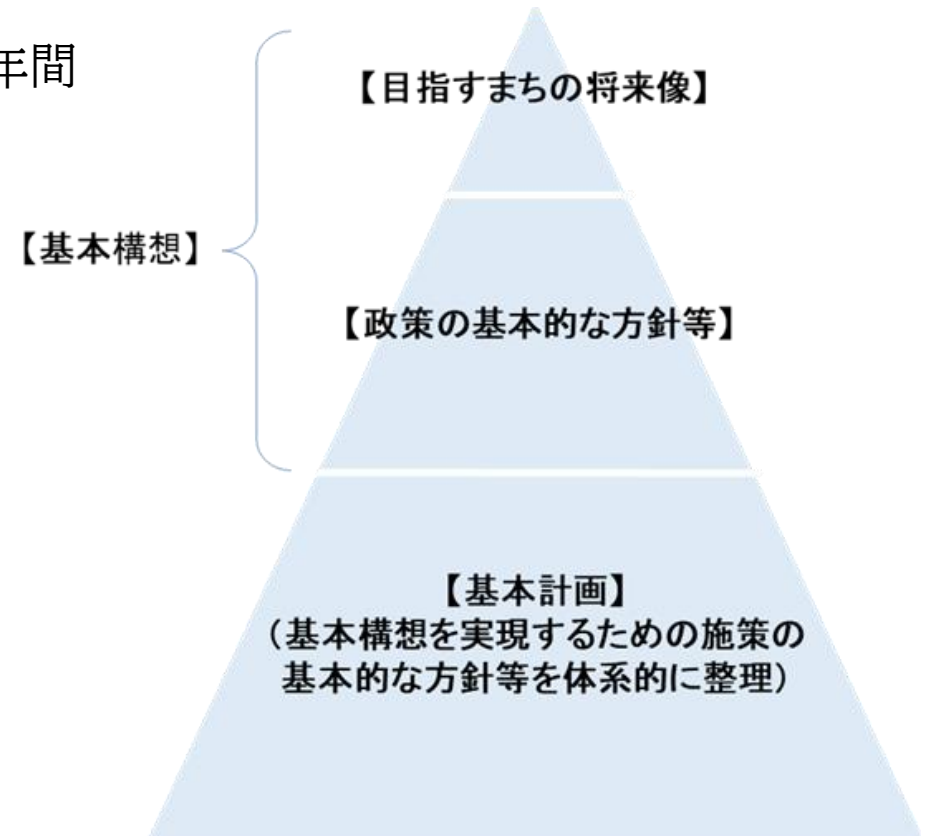 年間
【目指すまちの将来像】
【基本構想】
【政策の基本的な方針等】
【基本計画】
（基本構想を実現するための施策の
基本的な方針等を体系的に整理）